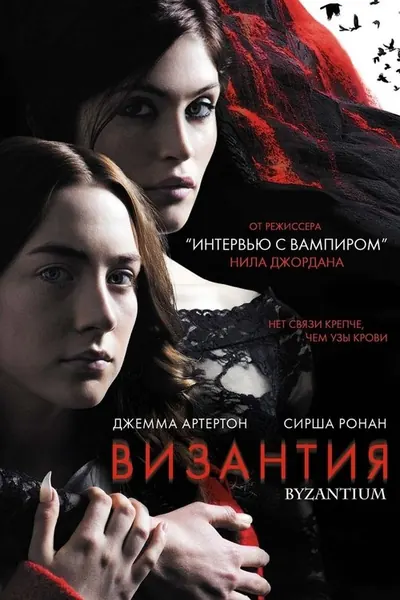 ОТ РЕЖИССЕРА
"ИНТЕРВЬЮ С ВАМПИРОМ"
НИЛА ДЖОРДАНА
НЕТ СВЯЗИ КРЕПЧЕ,
ЧЕМ УЗЫ КРОВИ
ДЖЕММА АРТЕРТОН СИРША РОНАН
ВИЗАНТИЯ
BYZANTIUM